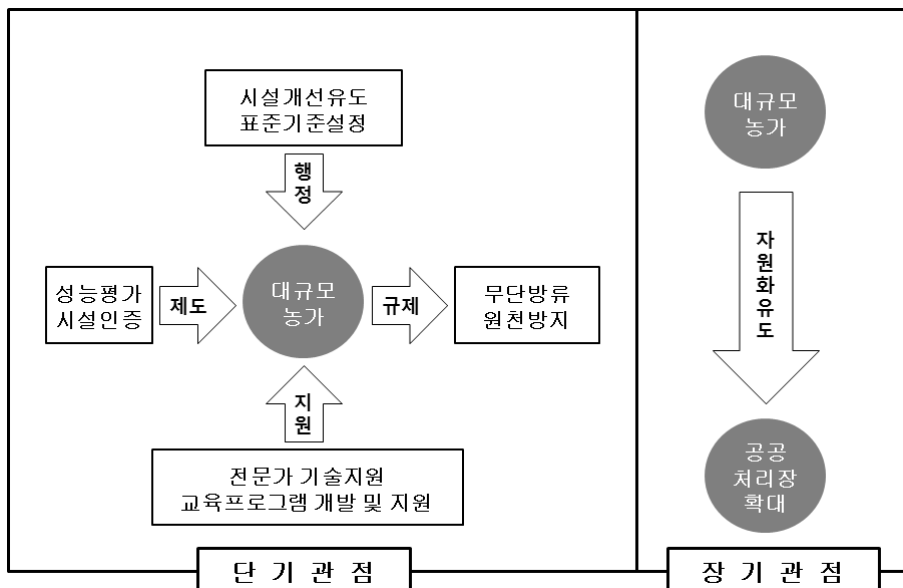 시설개선유도
표준기준설정
행
정
성능평가
시설인증
제도
대규모
농가
규제
무단방류
원천방지
지
원
전문가 기술지원
교육프로그램 개발 및 지원
단 기 관 점
대규모
농가
자
원
화
유
도
공공
처리장
확대
장 기 관 점